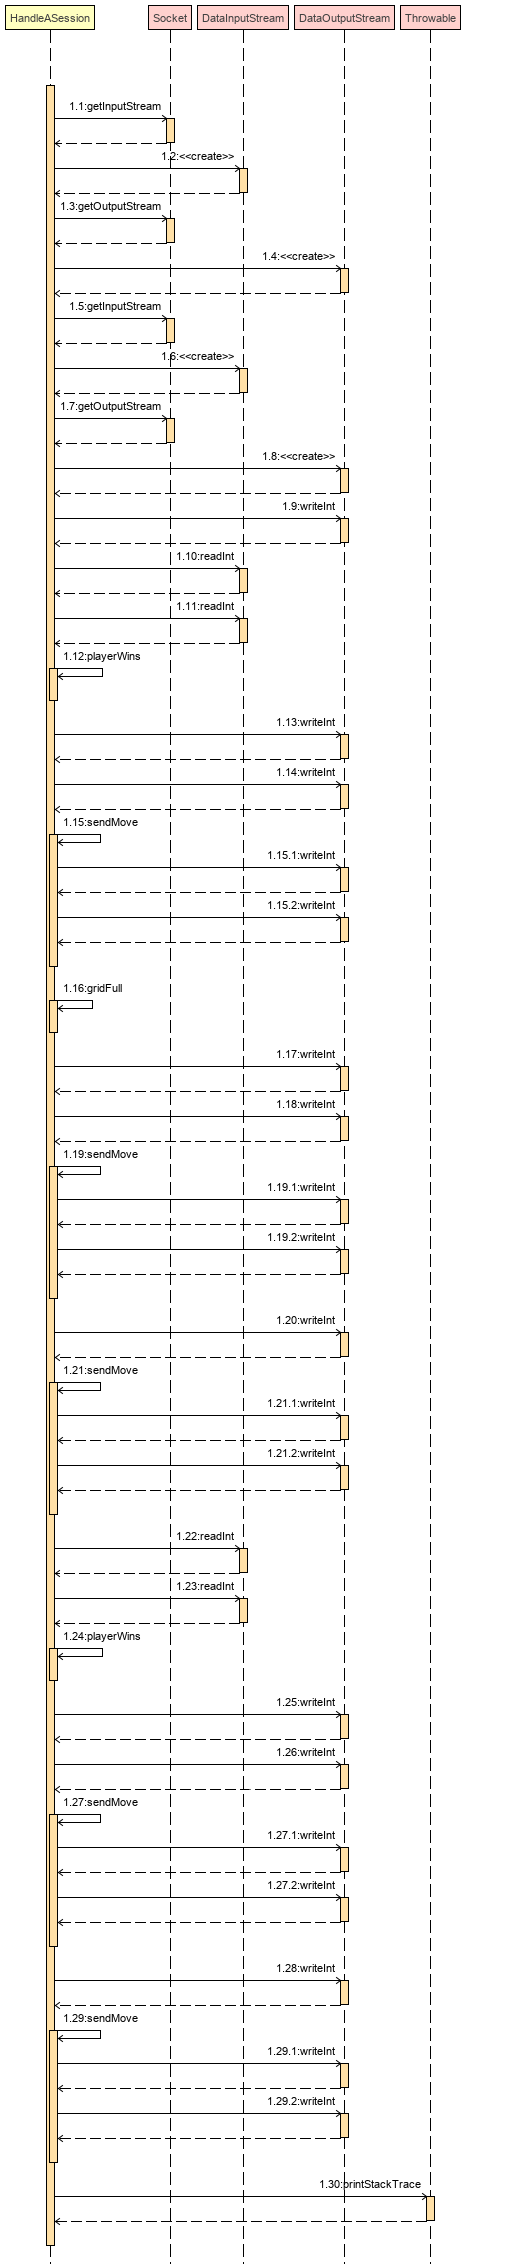 HandleASession Socket DataInputStream DataOutputStream Throwable
1.1:getInputStream
1.2:<<create>>
1.3:getOutputStream
1.4:<<create>>
1.5:getInputStream
1.6:<<create>>
1.7:getOutputStream
1.8:<<create>>
1.9:writeInt
1.10:readInt
1.11:readInt
1.12:playerWins
1.13:writeInt
1.14:writeInt
1.15:sendMove
1.15.1:writeInt
1.15.2:writeInt
1.16:gridFull
1.17:writeInt
1.18:writeInt
1.19:sendMove
1.19.1:writeInt
1.19.2:writeInt
1.20:writeInt
1.21:sendMove
1.21.1:writeInt
1.21.2:writeInt
1.22:readInt
1.23:readInt
1.24:playerWins
1.25:writeInt
1.26:writeInt
1.27:sendMove
1.27.1:writeInt
1.27.2:writeInt
1.28:writeInt
1.29:sendMove
1.29.1:writeInt
1.29.2:writeInt
1.30:printStackTrace